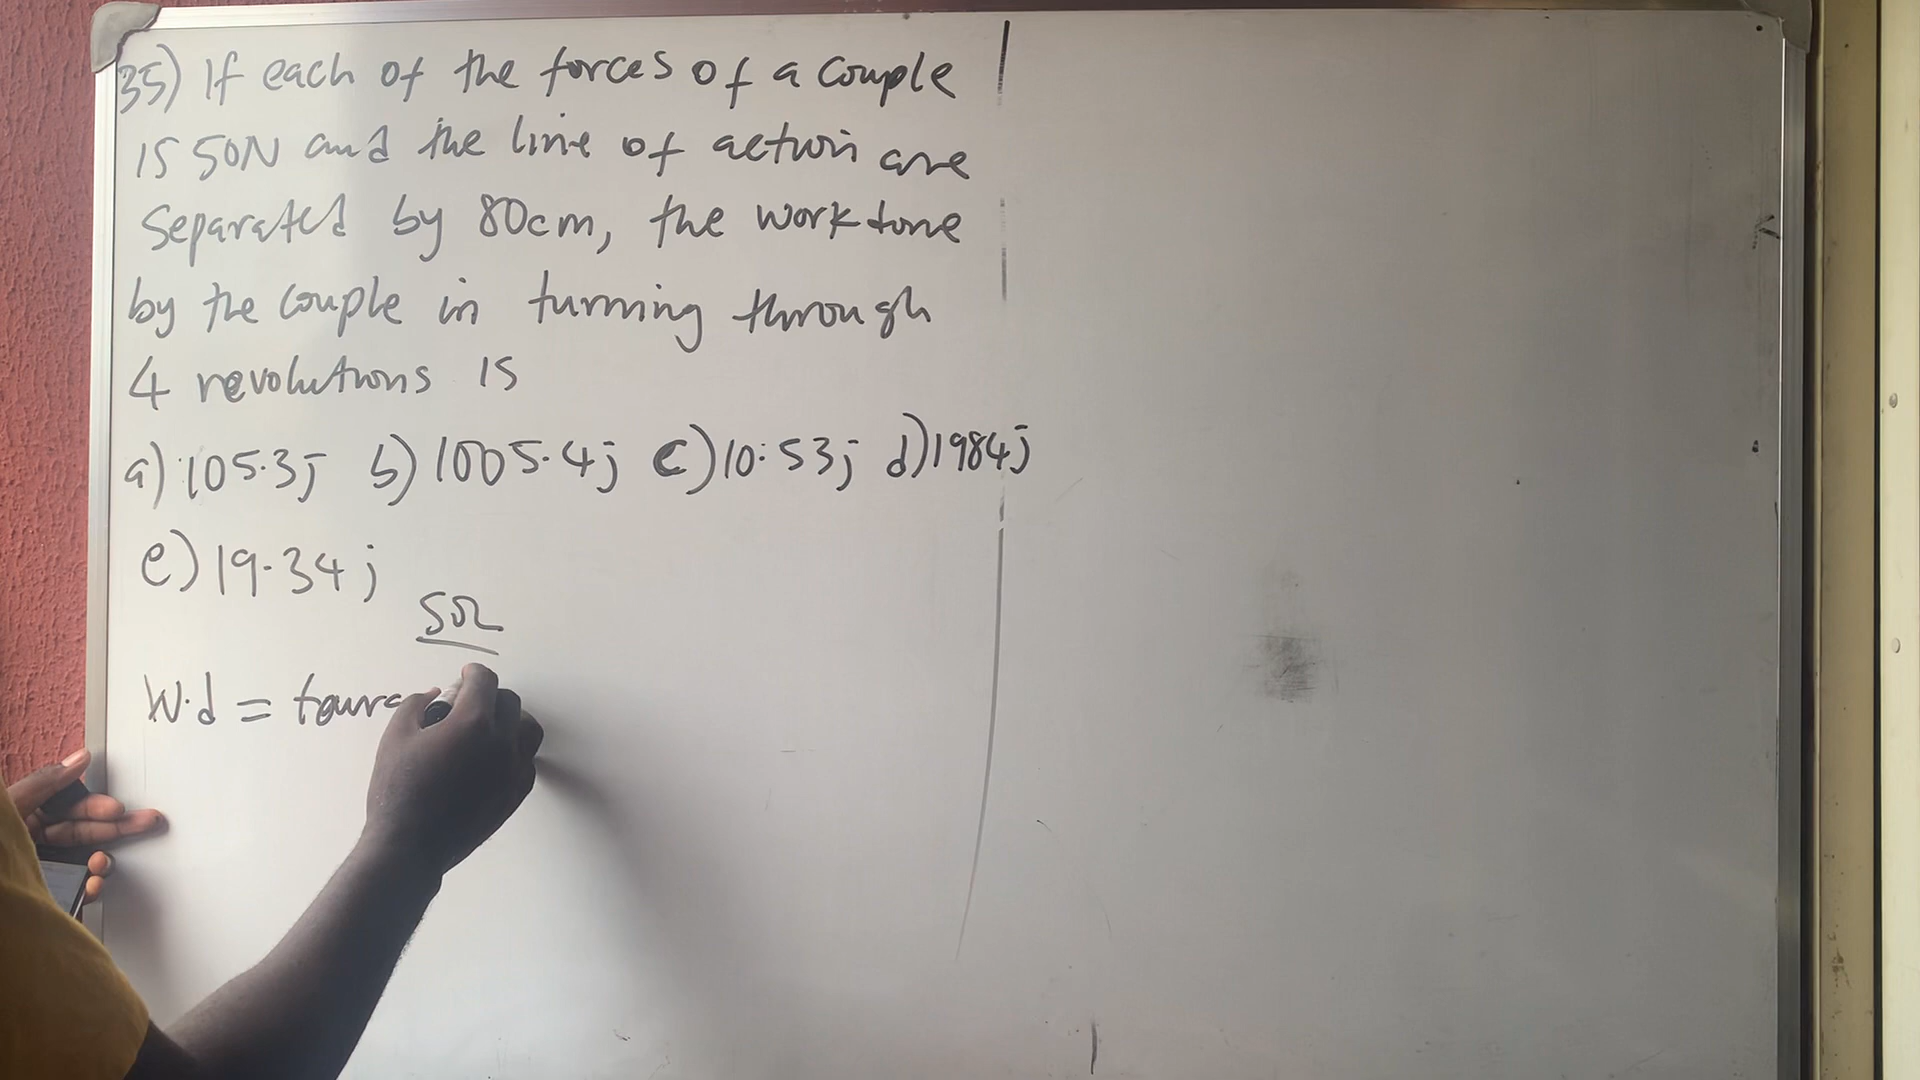 35) If each of the forces of a couple
is 50N and the line of action are
separated by 80cm, the work done
by the couple in turning through
4 revolutions is
a) 105.3j b) 1005.4j c) 10.53j d) 1984j
e) 19.34j
SOL
W.d =